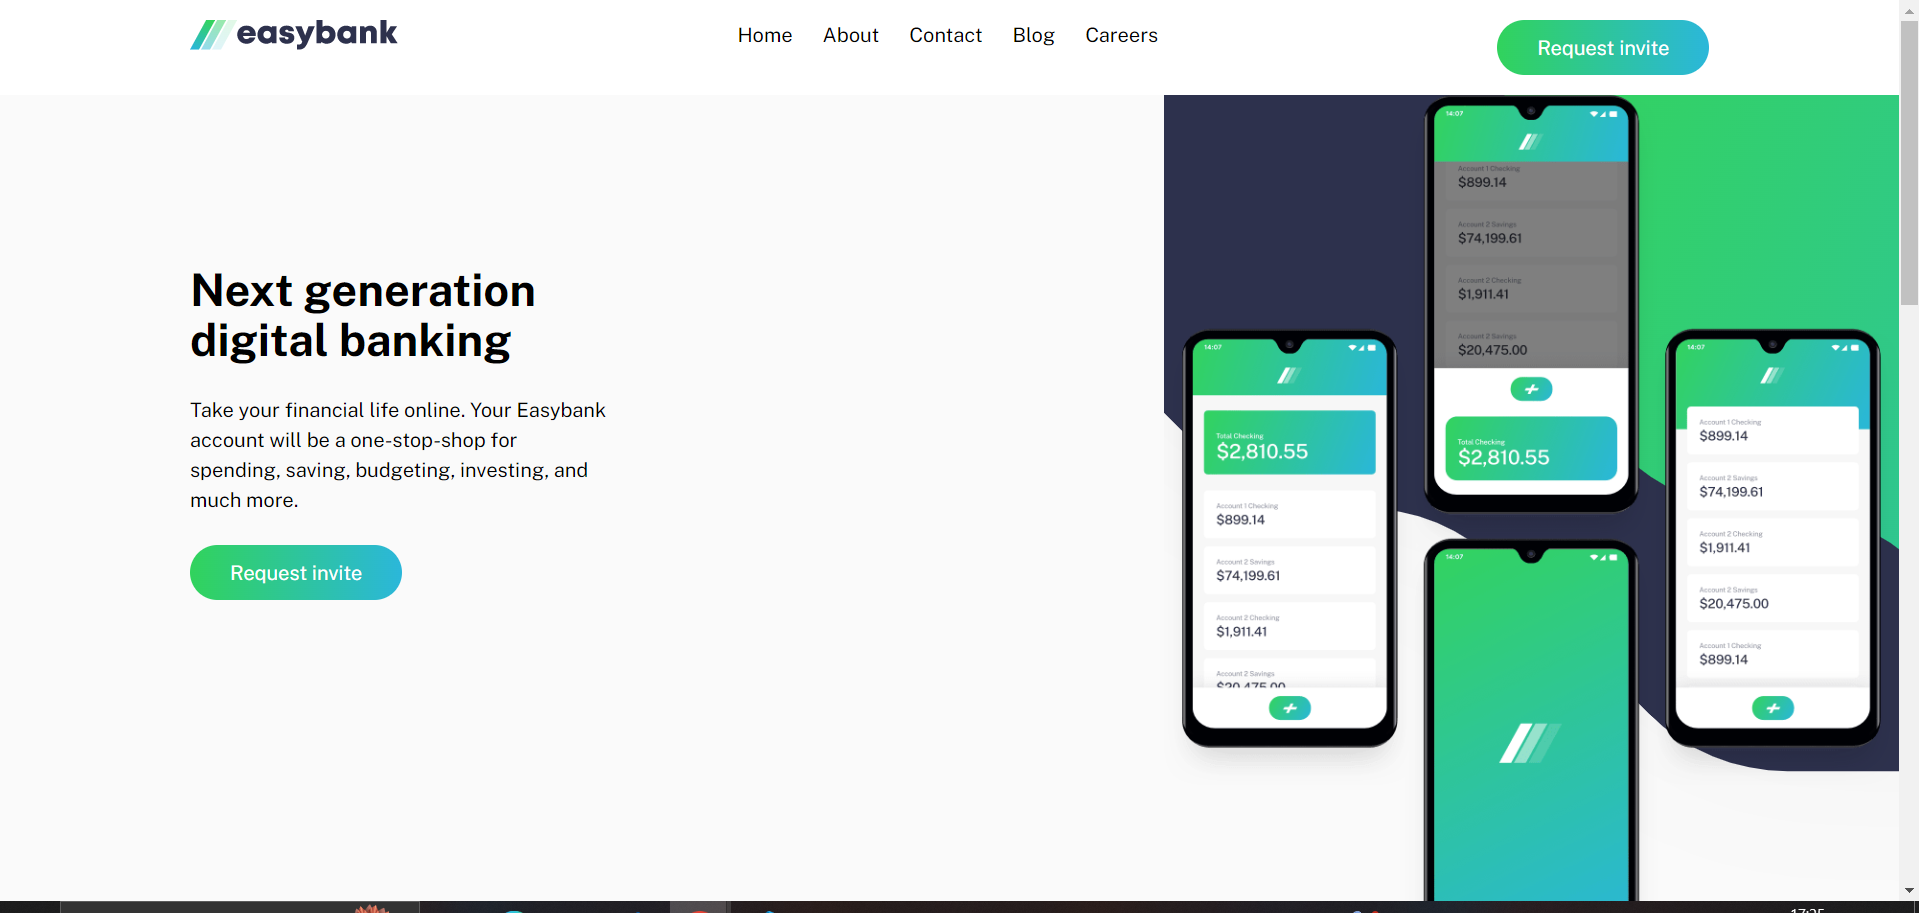 easybank
Home About Contact Blog Careers
Request invite
Next generation
digital banking
Take your financial life online. Your Easybank
account will be a one-stop-shop for
spending, saving, budgeting, investing, and
much more.
Request invite
14:07
Account 1 Checking
$899.14
Account 2 Savings
$74,199.61
Account 2 Checking
$1,911.41
Account 2 Savings
$20,475.00
Total Checking
$2,810.55
14:07
Total Checking
$2,810.55
Account 1 Checking
$899.14
Account 2 Savings
$74,199.61
Account 2 Checking
$1,911.41
Account 2 Savings
$20,475.00
14:07
Account 1 Checking
$899.14
Account 2 Savings
$74,199.61
Account 2 Checking
$1,911.41
Account 2 Savings
$20,475.00
Account 1 Checking
$899.14
14:07